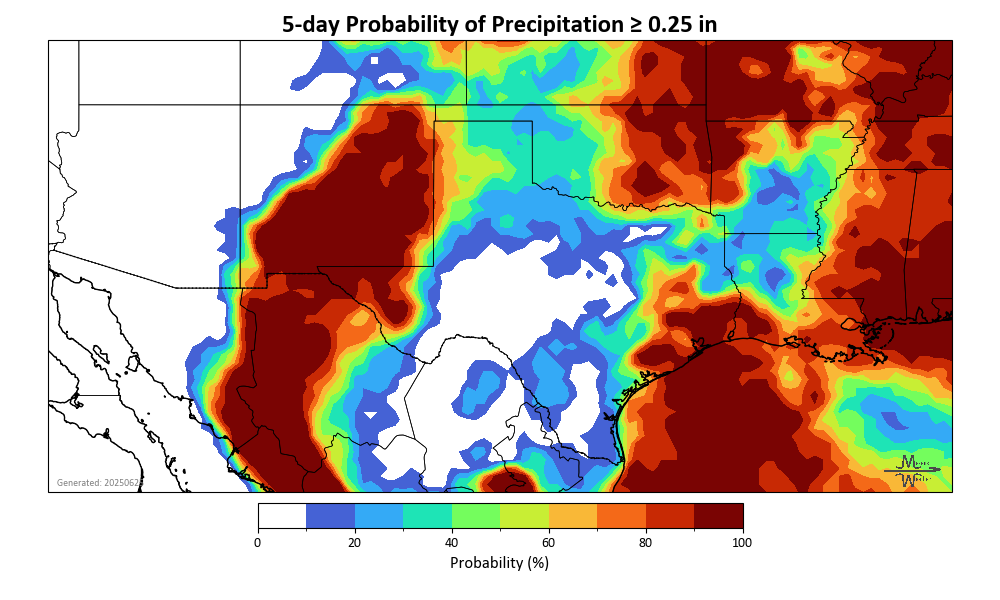 5-day Probability of Precipitation ≥ 0.25 in
Generated: 2025062
0 20 40 60 80 100
Probability (%)